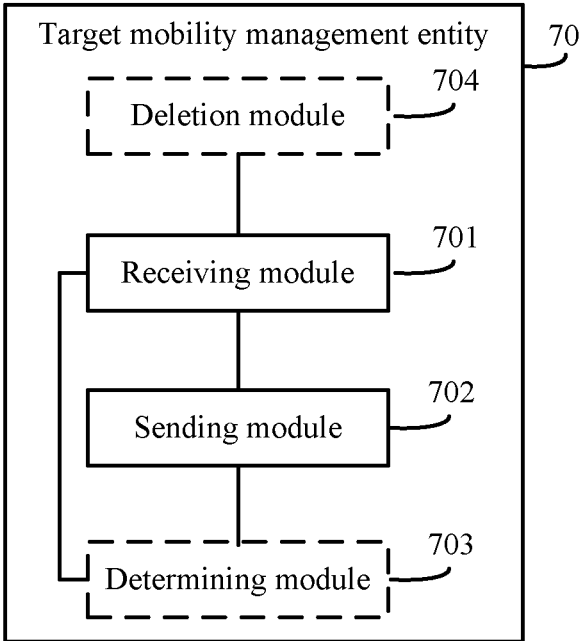 Target mobility management entity
70
704
Deletion module
701
Receiving module
702
Sending module
703
Determining module